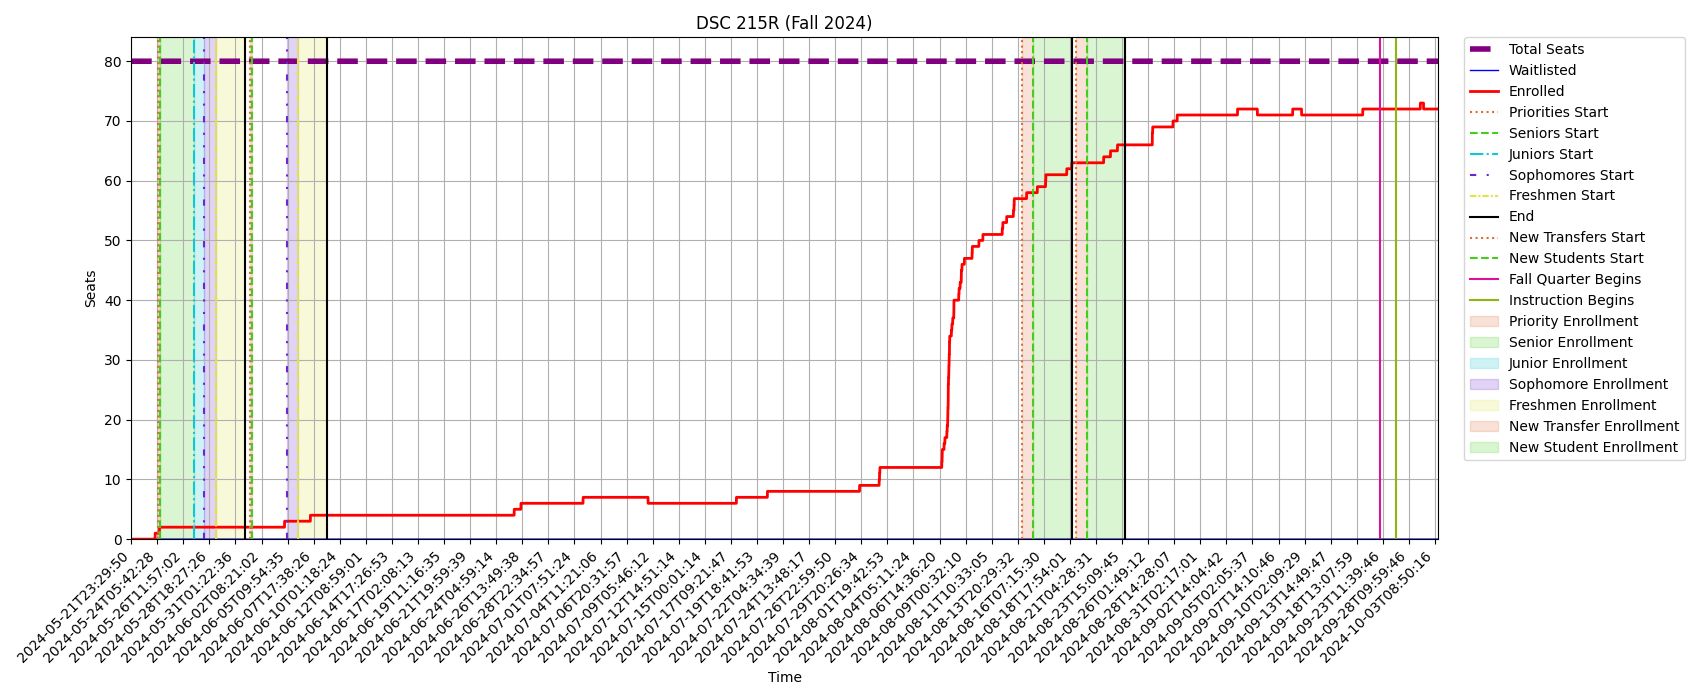 DSC 215R (Fall 2024)
Seats
80
70
60
50
40
30
20
10
0
2024-05-21T23:29:50
2024-05-24T05:42:28
2024-05-26T11:57:02
2024-05-28T18:27:26
2024-05-31T01:22:36
2024-06-02T08:21:02
2024-06-05T09:54:35
2024-06-07T17:38:26
2024-06-10T01:18:24
2024-06-12T08:59:01
2024-06-14T17:26:53
2024-06-17T02:08:13
2024-06-19T11:16:35
2024-06-21T19:59:39
2024-06-24T04:59:14
2024-06-26T13:49:38
2024-06-28T22:34:57
2024-07-01T07:51:24
2024-07-04T11:21:06
2024-07-06T20:31:57
2024-07-09T05:46:12
2024-07-12T14:51:14
2024-07-15T00:01:14
2024-07-17T09:21:47
2024-07-19T18:41:53
2024-07-22T04:34:39
2024-07-24T13:48:17
2024-07-26T22:59:50
2024-07-29T20:26:34
2024-08-01T19:42:53
2024-08-04T05:11:24
2024-08-06T14:36:20
2024-08-09T00:32:10
2024-08-11T10:33:05
2024-08-13T20:29:32
2024-08-16T07:15:30
2024-08-18T17:54:01
2024-08-21T04:28:31
2024-08-23T15:09:45
2024-08-26T01:49:12
2024-08-28T14:28:07
2024-08-31T02:17:01
2024-09-02T14:04:42
2024-09-05T02:05:37
2024-09-07T14:10:46
2024-09-10T02:09:29
2024-09-13T14:49:47
2024-09-18T13:07:59
2024-09-23T11:39:46
2024-09-28T09:59:46
2024-10-03T08:50:16
Time
Total Seats
Waitlisted
Enrolled
Priorities Start
Seniors Start
Juniors Start
Sophomores Start
Freshmen Start
End
New Transfers Start
New Students Start
Fall Quarter Begins
Instruction Begins
Priority Enrollment
Senior Enrollment
Junior Enrollment
Sophomore Enrollment
Freshmen Enrollment
New Transfer Enrollment
New Student Enrollment